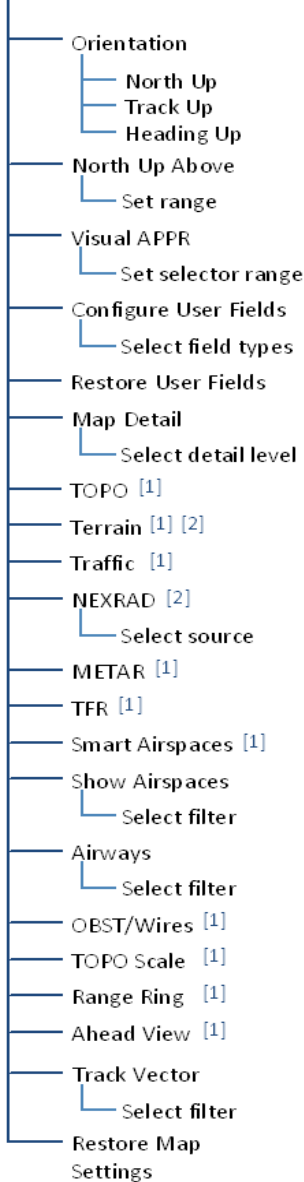 Orientation
North Up
Track Up
Heading Up
North Up Above
Set range
Visual APPR
Set selector range
Configure User Fields
Select field types
Restore User Fields
Map Detail
Select detail level
TOPO [1]
Terrain [1] [2]
Traffic [1]
NEXRAD [2]
Select source
METAR [1]
TFR [1]
Smart Airspaces [1]
Show Airspaces
Select filter
Airways
Select filter
OBST/Wires [1]
TOPO Scale [1]
Range Ring [1]
Ahead View [1]
Track Vector
Select filter
Restore Map
Settings